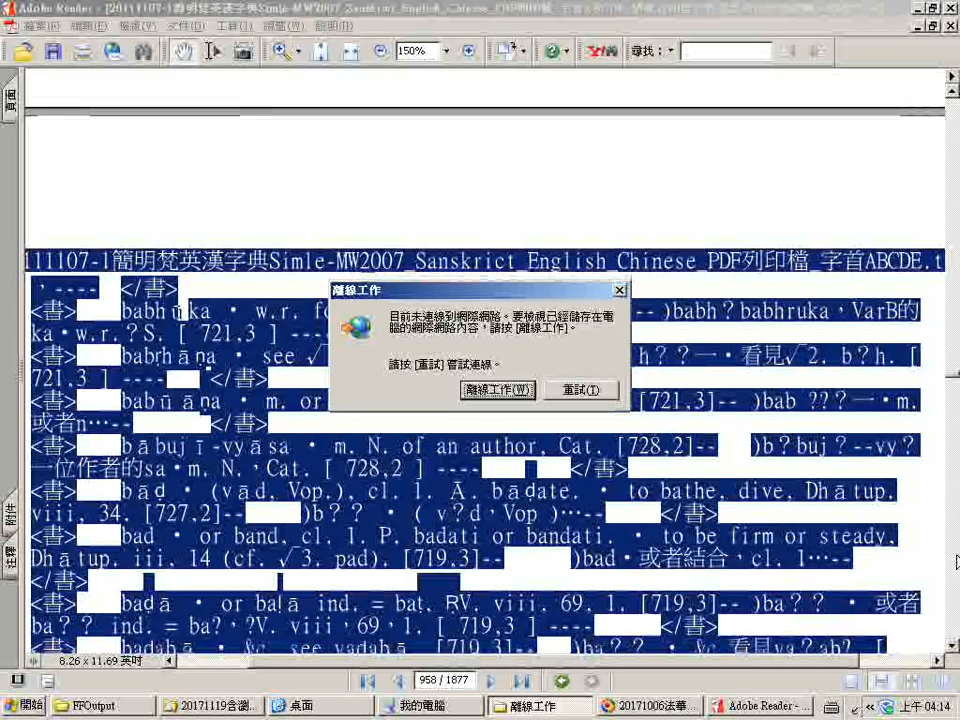 Adobe Reader - [20111107-1簡明梵英漢字典Simle-MW2007_Sanskrict_English_Chinese_PDF列印檔
檔案(F) 編輯(E) 檢視(V) 文件(D) 工具(T) 視窗(W) 說明(H)
150% 尋找：
頁面
111107-1簡明梵英漢字典Simle-MW2007_Sanskrict_English_Chinese_PDF列印檔_字首ABCDE.t
，---- </書>
<書> babhrūka · w.r. --)babh？babhruka, VarB的
ka·w.r.？S. [ 721,3 ] ----
<書> babrhāṇa · see √ h？？一·看見√2. b？h. [
721,3 ] ---- </書>
<書> babūāṇa · m. or [721,3]-- )bab ???一·m.
或者n…-- </書>
<書> bābujī-vyāsa · m. N. of an author, Cat. [728,2]-- )b？buj？--vy？
一位作者的sa·m. N.，Cat. [ 728,2 ] ---- </書>
<書> bāḍ · (vāḍ, Vop.), cl. 1. Ā. bāḍate. · to bathe, dive, Dhātup.
viii, 34. [727,2]-- )b？？ · ( v？d，Vop )…-- </書>
<書> bad · or band, cl. 1. P. badati or bandati. · to be firm or steady,
Dhātup. iii, 14 (cf. √3. pad). [719,3]-- )bad·或者結合，cl. 1…--
</書>
<書> baḍā · or baḷā ind. = baṭ, RV. viii. 69, 1. [719,3]-- )ba？？ · 或者
ba？？ ind. = ba?，?V. viii，69，1. [ 719,3 ] ---- </書>
離線工作
目前未連線到網際網路。要檢視已經儲存在電
腦的網際網路內容，請按 [離線工作]。
請按 [重試] 嘗試連線。
離線工作(W) 重試(T)
附件
注釋
8.26 x 11.69 英吋
958 / 1877
開始 FFOutput 20171119含瀏... 桌面 我的電腦 離線工作 20171006法華... Adobe Reader - ... 上午 04:14